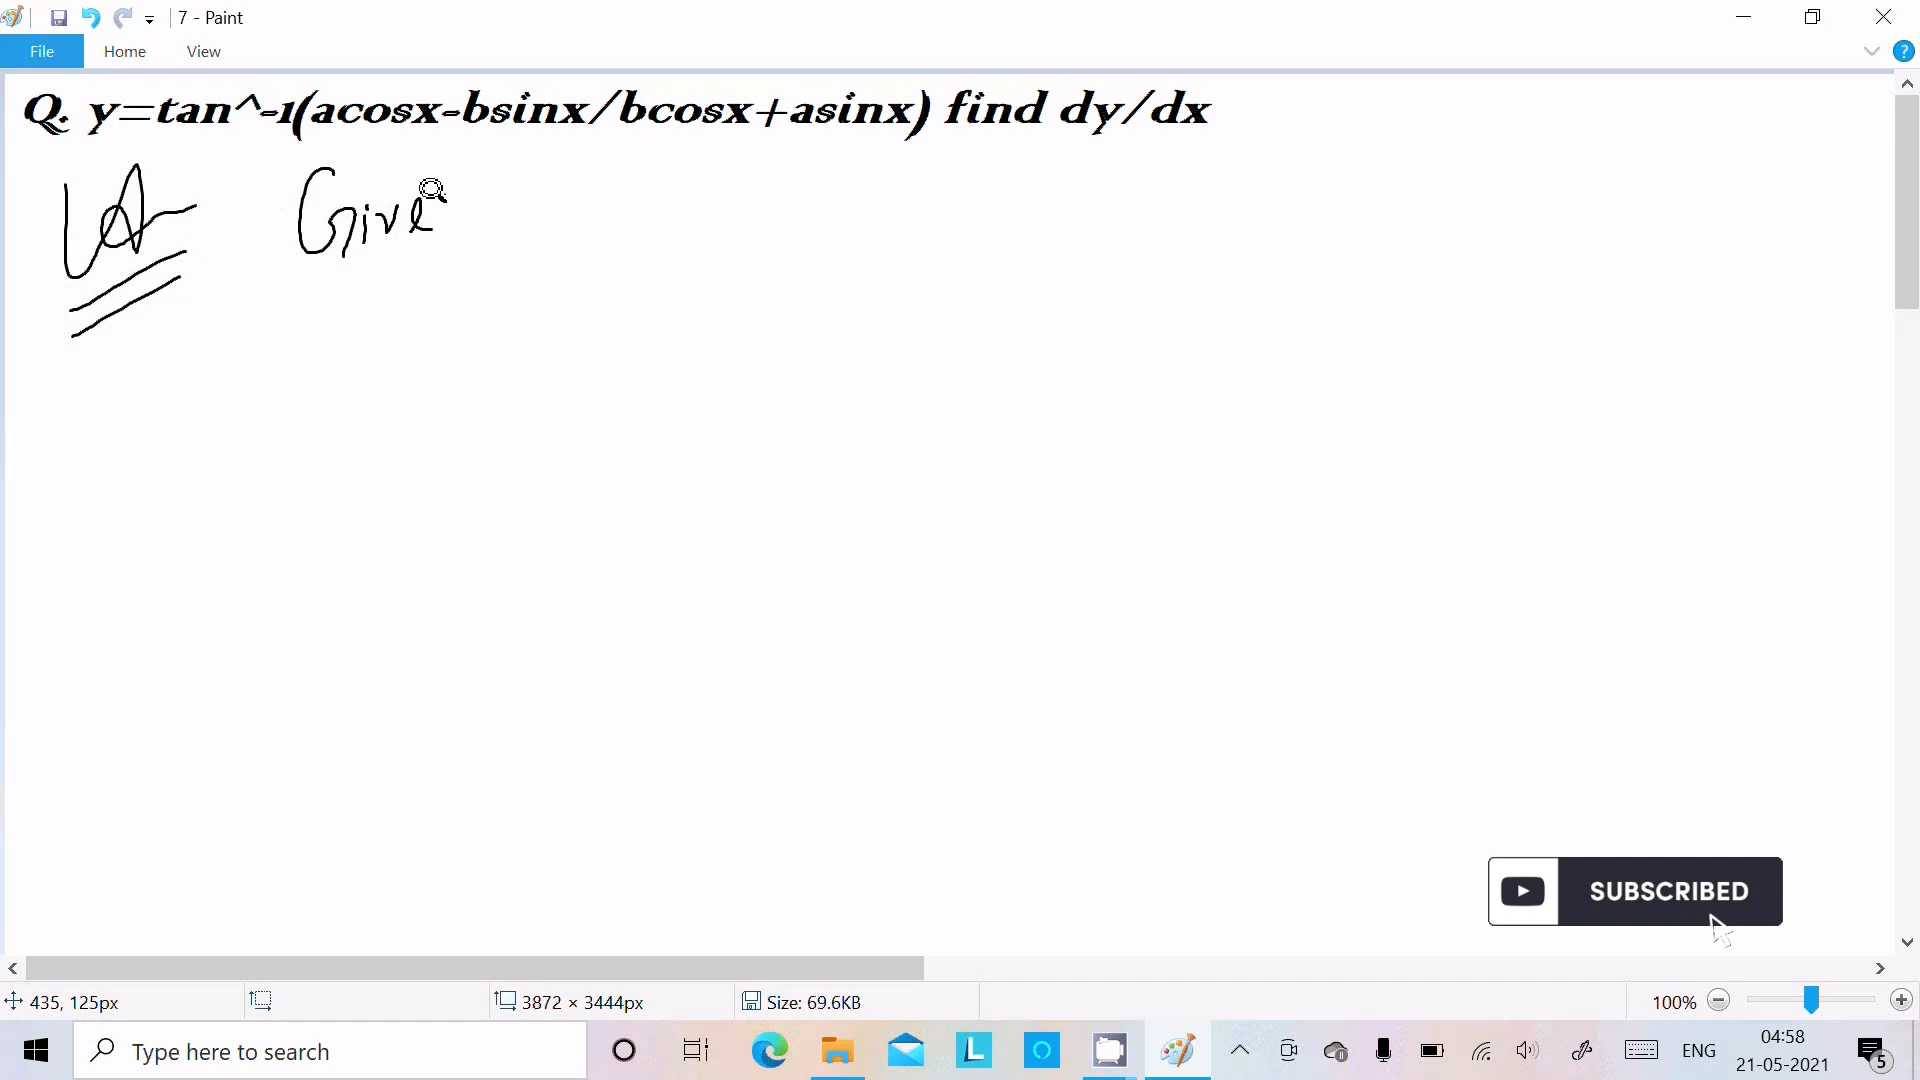 7 - Paint
File Home View
Q. y=tan^-1(acosx-bsinx/bcosx+asinx) find dy/dx
Give
SUBSCRIBED
435, 125px 3872 × 3444px Size: 69.6KB 100%
Type here to search ENG 04:58
21-05-2021 5